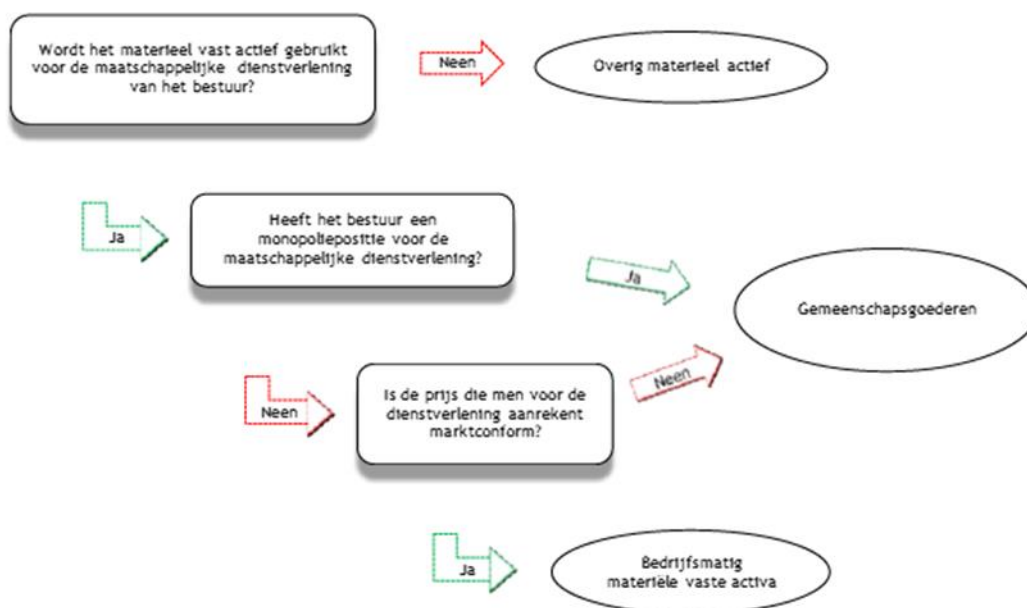 Wordt het materieel vast actief gebruikt
voor de maatschappelijke dienstverlening
van het bestuur?
Neen
Overig materieel actief
Ja
Heeft het bestuur een
monopoliepositie voor de
maatschappelijke dienstverlening?
Ja
Gemeenschapsgoederen
Neen
Is de prijs die men voor de
dienstverlening aanrekent
marktconform?
Neen
Ja
Bedrijfsmatig
materiële vaste activa